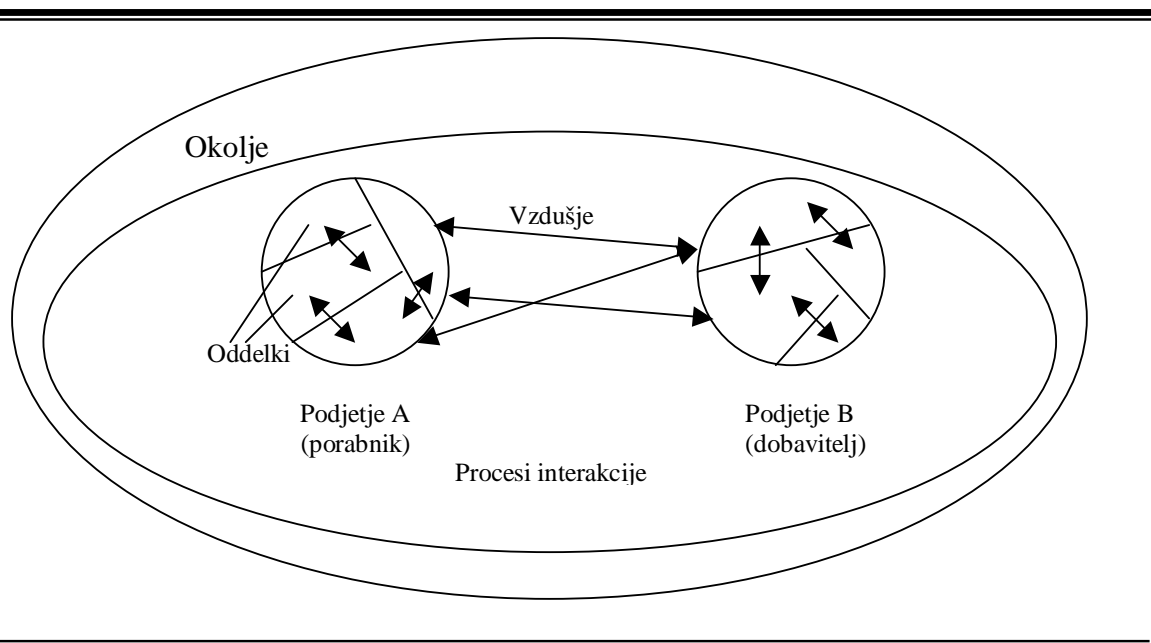 Okolje
Vzdušje
Oddelki
Podjetje A
(porabnik)
Podjetje B
(dobavitelj)
Procesi interakcije